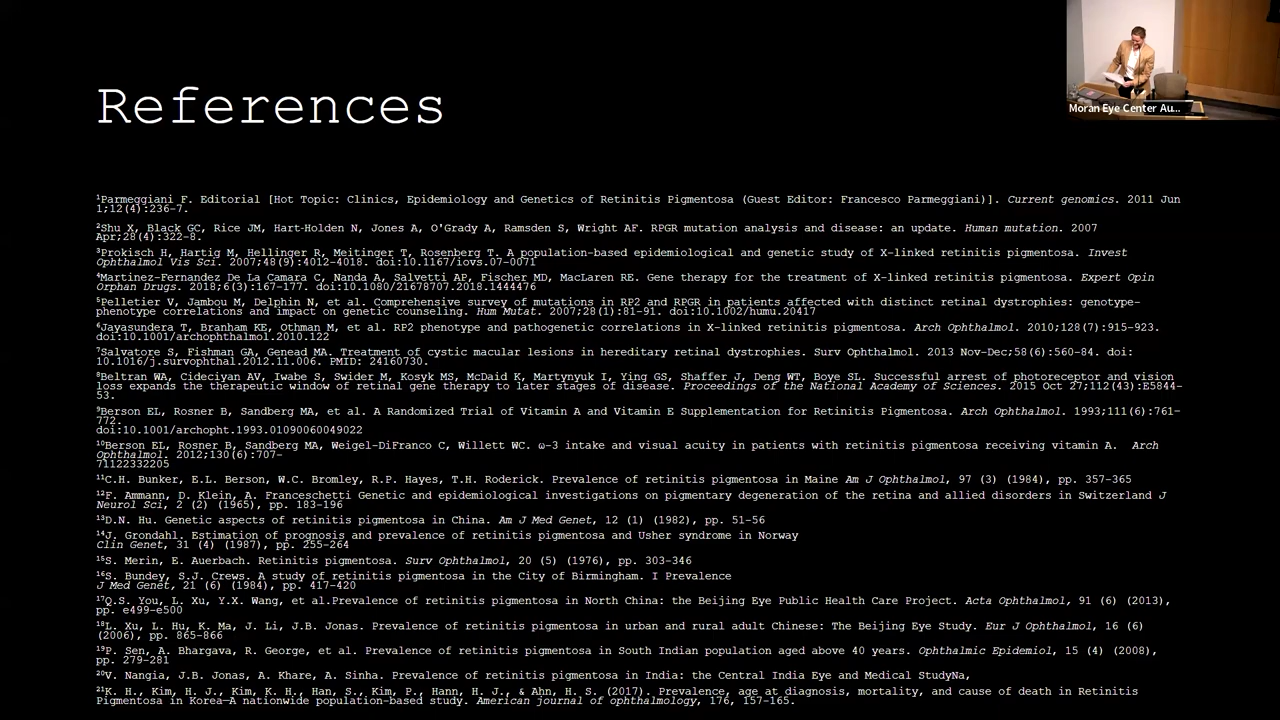 References
Moran Eye Center Au...
¹Parmeggiani F. Editorial [Hot Topic: Clinics, Epidemiology and Genetics of Retinitis Pigmentosa (Guest Editor: Francesco Parmeggiani)]. Current genomics. 2011 Jun
1;12(4):236-7.
²Shu X, Black GC, Rice JM, Hart-Holden N, Jones A, O'Grady A, Ramsden S, Wright AF. RPGR mutation analysis and disease: an update. Human mutation. 2007
Apr;28(4):322-8.
³Prokisch H, Hartig M, Hellinger R, Meitinger T, Rosenberg T. A population-based epidemiological and genetic study of X-linked retinitis pigmentosa. Invest
Ophthalmol Vis Sci. 2007;48(9):4012-4018. doi:10.1167/iovs.07-0071
⁴Martinez-Fernandez De La Camara C, Nanda A, Salvetti AP, Fischer MD, MacLaren RE. Gene therapy for the treatment of X-linked retinitis pigmentosa. Expert Opin
Orphan Drugs. 2018;6(3):167-177. doi:10.1080/21678707.2018.1444476
⁵Pelletier V, Jambou M, Delphin N, et al. Comprehensive survey of mutations in RP2 and RPGR in patients affected with distinct retinal dystrophies: genotype-
phenotype correlations and impact on genetic counseling. Hum Mutat. 2007;28(1):81-91. doi:10.1002/humu.20417
⁶Jayasundera T, Branham KE, Othman M, et al. RP2 phenotype and pathogenetic correlations in X-linked retinitis pigmentosa. Arch Ophthalmol. 2010;128(7):915-923.
doi:10.1001/archophthalmol.2010.122
⁷Salvatore S, Fishman GA, Genead MA. Treatment of cystic macular lesions in hereditary retinal dystrophies. Surv Ophthalmol. 2013 Nov-Dec;58(6):560-84. doi:
10.1016/j.survophthal.2012.11.006. PMID: 24160730.
⁸Beltran WA, Cideciyan AV, Iwabe S, Swider M, Kosyk MS, McDaid K, Martynyuk I, Ying GS, Shaffer J, Deng WT, Boye SL. Successful arrest of photoreceptor and vision
loss expands the therapeutic window of retinal gene therapy to later stages of disease. Proceedings of the National Academy of Sciences. 2015 Oct 27;112(43):E5844-
53.
⁹Berson EL, Rosner B, Sandberg MA, et al. A Randomized Trial of Vitamin A and Vitamin E Supplementation for Retinitis Pigmentosa. Arch Ophthalmol. 1993;111(6):761-
772.
doi:10.1001/archopht.1993.01090060049022
¹⁰Berson EL, Rosner B, Sandberg MA, Weigel-DiFranco C, Willett WC. ω-3 intake and visual acuity in patients with retinitis pigmentosa receiving vitamin A. Arch
Ophthalmol. 2012;130(6):707-
71122332205
¹¹C.H. Bunker, E.L. Berson, W.C. Bromley, R.P. Hayes, T.H. Roderick. Prevalence of retinitis pigmentosa in Maine Am J Ophthalmol, 97 (3) (1984), pp. 357-365
¹²F. Ammann, D. Klein, A. Franceschetti Genetic and epidemiological investigations on pigmentary degeneration of the retina and allied disorders in Switzerland J
Neurol Sci, 2 (2) (1965), pp. 183-196
¹³D.N. Hu. Genetic aspects of retinitis pigmentosa in China. Am J Med Genet, 12 (1) (1982), pp. 51-56
¹⁴J. Grondahl. Estimation of prognosis and prevalence of retinitis pigmentosa and Usher syndrome in Norway
Clin Genet, 31 (4) (1987), pp. 255-264
¹⁵S. Merin, E. Auerbach. Retinitis pigmentosa. Surv Ophthalmol, 20 (5) (1976), pp. 303-346
¹⁶S. Bundey, S.J. Crews. A study of retinitis pigmentosa in the City of Birmingham. I Prevalence
J Med Genet, 21 (6) (1984), pp. 417-420
¹⁷Q.S. You, L. Xu, Y.X. Wang, et al.Prevalence of retinitis pigmentosa in North China: the Beijing Eye Public Health Care Project. Acta Ophthalmol, 91 (6) (2013),
pp. e499-e500
¹⁸L. Xu, L. Hu, K. Ma, J. Li, J.B. Jonas. Prevalence of retinitis pigmentosa in urban and rural adult Chinese: The Beijing Eye Study. Eur J Ophthalmol, 16 (6)
(2006), pp. 865-866
¹⁹P. Sen, A. Bhargava, R. George, et al. Prevalence of retinitis pigmentosa in South Indian population aged above 40 years. Ophthalmic Epidemiol, 15 (4) (2008),
pp. 279-281
²⁰V. Nangia, J.B. Jonas, A. Khare, A. Sinha. Prevalence of retinitis pigmentosa in India: the Central India Eye and Medical StudyNa,
²¹K. H., Kim, H. J., Kim, K. H., Han, S., Kim, P., Hann, H. J., & Ahn, H. S. (2017). Prevalence, age at diagnosis, mortality, and cause of death in Retinitis
Pigmentosa in Korea—A nationwide population-based study. American journal of ophthalmology, 176, 157-165.